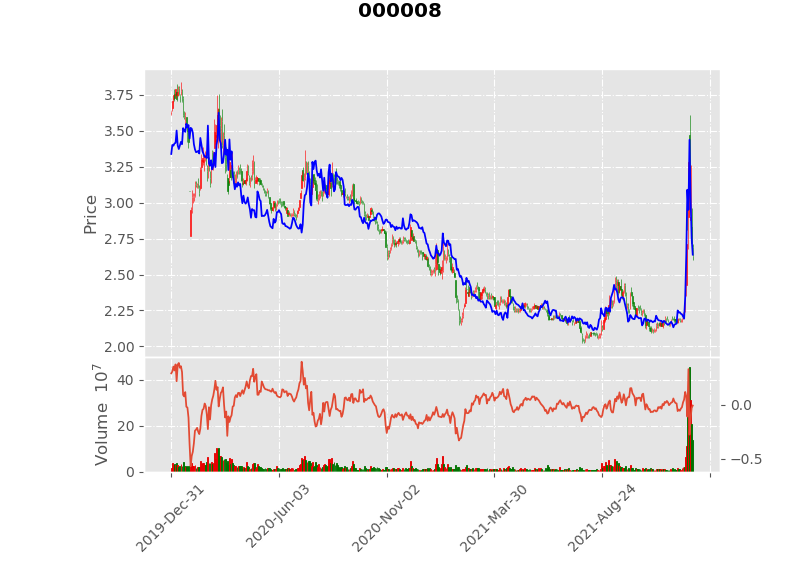 000008
3.75
3.50
3.25
3.00
2.75
2.50
2.25
2.00
Price
40
20
0
Volume 10^7
0.0
−0.5
2019-Dec-31
2020-Jun-03
2020-Nov-02
2021-Mar-30
2021-Aug-24